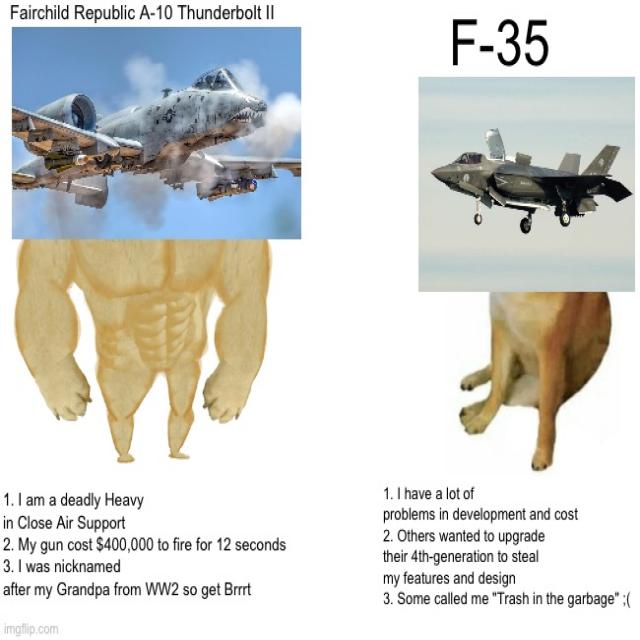 Fairchild Republic A-10 Thunderbolt II
F-35
1. I am a deadly Heavy
in Close Air Support
2. My gun cost $400,000 to fire for 12 seconds
3. I was nicknamed
after my Grandpa from WW2 so get Brrrt
1. I have a lot of
problems in development and cost
2. Others wanted to upgrade
their 4th-generation to steal
my features and design
3. Some called me "Trash in the garbage" ;(
imgflip.com